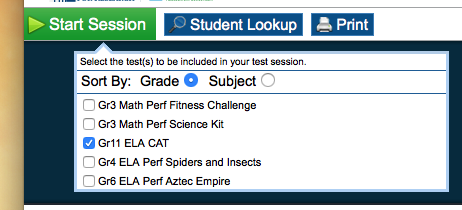 Start Session Student Lookup Print
Select the test(s) to be included in your test session.
Sort By: Grade Subject
Gr3 Math Perf Fitness Challenge
Gr3 Math Perf Science Kit
Gr11 ELA CAT
Gr4 ELA Perf Spiders and Insects
Gr6 ELA Perf Aztec Empire